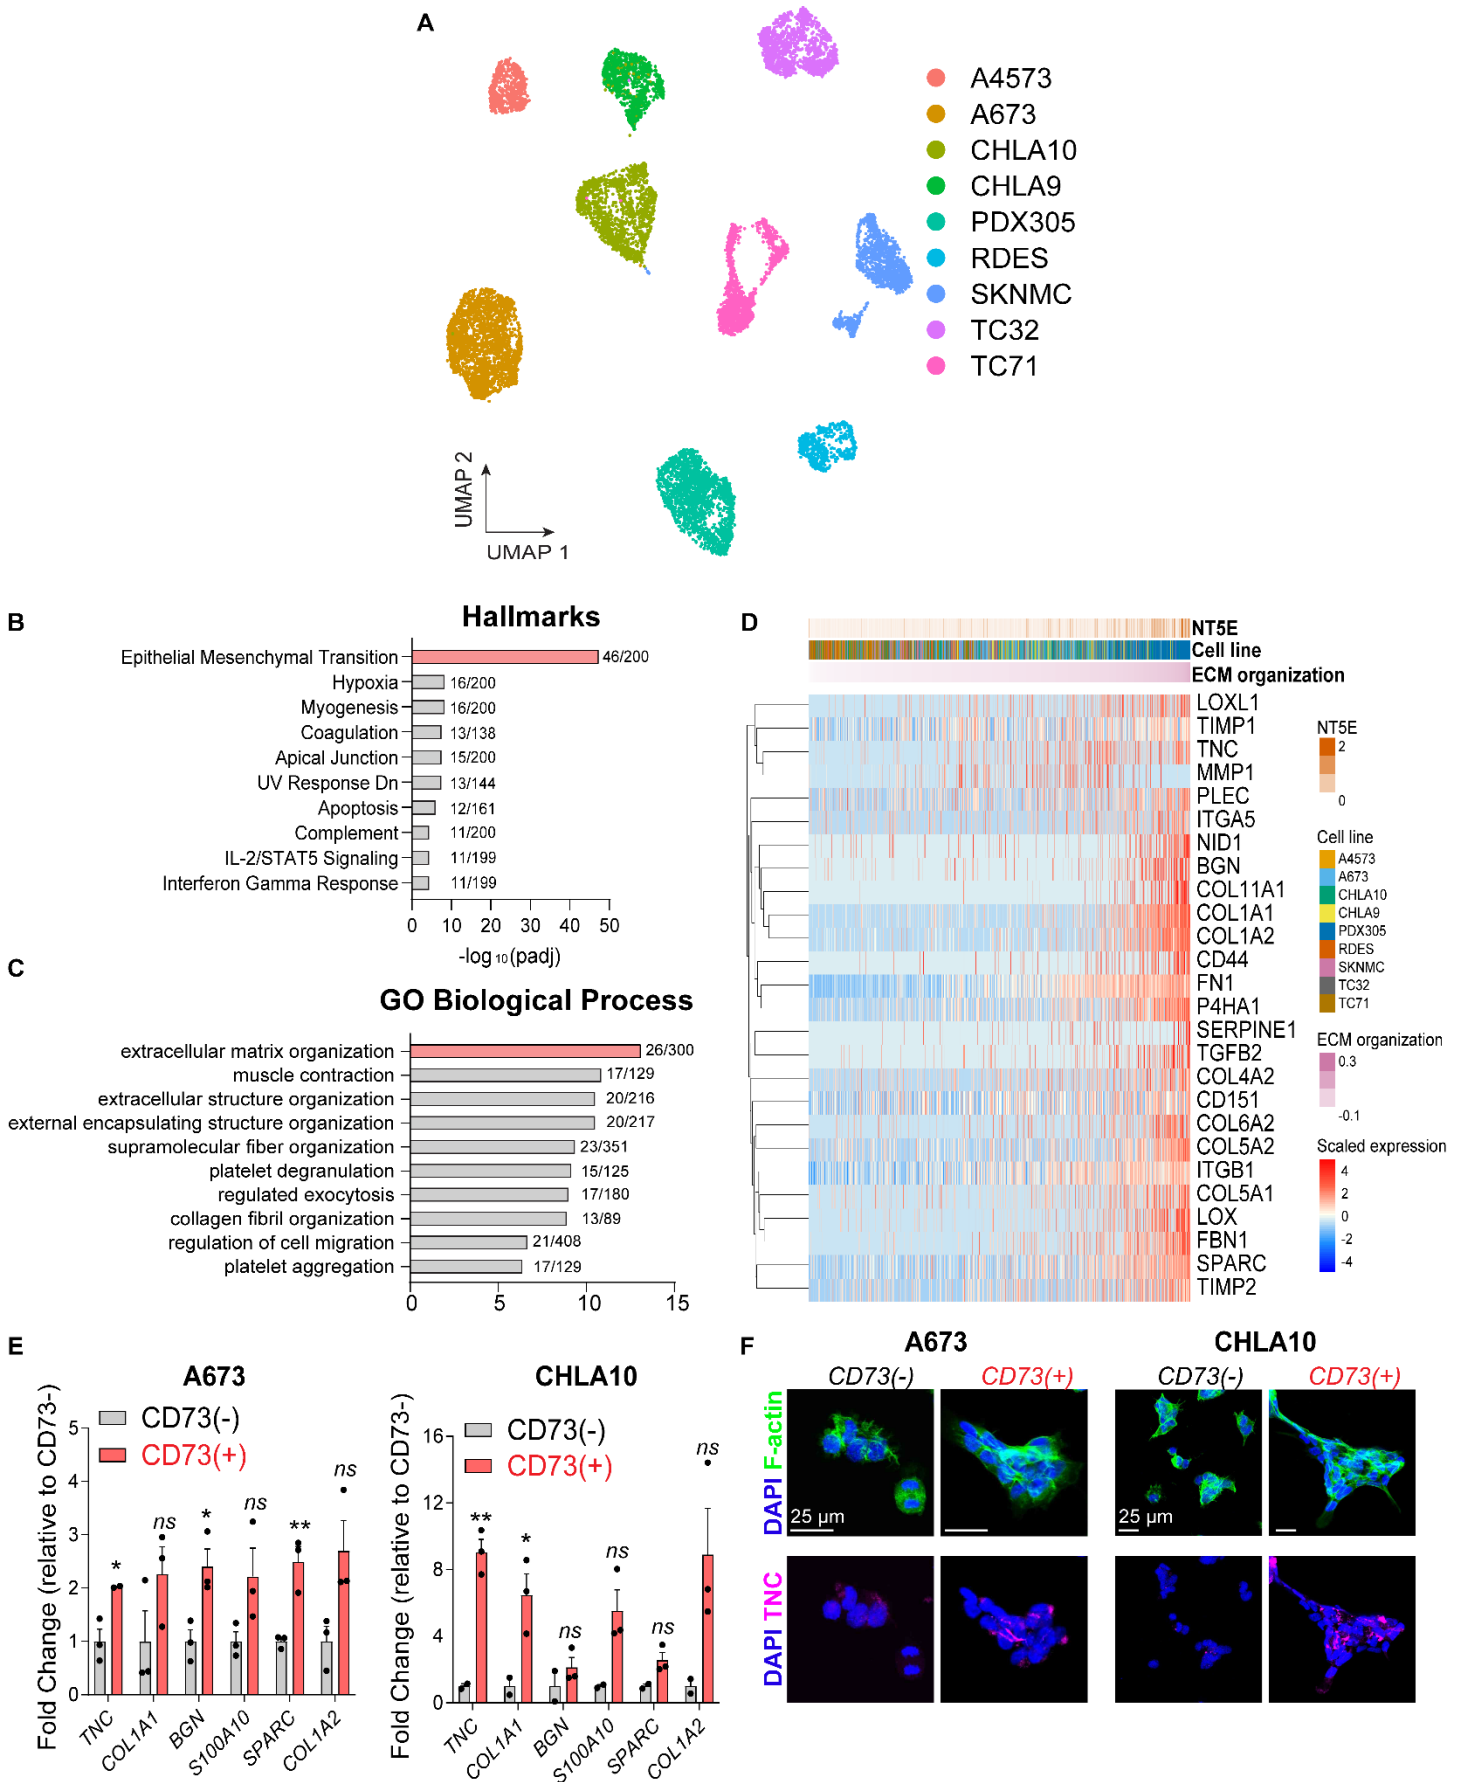 A
A4573
A673
CHLA10
CHLA9
PDX305
RDES
SKNMC
TC32
TC71
UMAP 2
UMAP 1
B
Hallmarks
Epithelial Mesenchymal Transition 46/200
Hypoxia 16/200
Myogenesis 16/200
Coagulation 13/138
Apical Junction 15/200
UV Response Dn 13/144
Apoptosis 12/161
Complement 11/200
IL-2/STAT5 Signaling 11/199
Interferon Gamma Response 11/199
0 10 20 30 40 50
-log 10 (padj)
C
GO Biological Process
extracellular matrix organization 26/300
muscle contraction 17/129
extracellular structure organization 20/216
external encapsulating structure organization 20/217
supramolecular fiber organization 23/351
platelet degranulation 15/125
regulated exocytosis 17/180
collagen fibril organization 13/89
regulation of cell migration 21/408
platelet aggregation 17/129
0 5 10 15
D
NT5E
Cell line
ECM organization
LOXL1
TIMP1
TNC
MMP1
PLEC
ITGA5
NID1
BGN
COL11A1
COL1A1
COL1A2
CD44
FN1
P4HA1
SERPINE1
TGFB2
COL4A2
CD151
COL6A2
COL5A2
ITGB1
COL5A1
LOX
FBN1
SPARC
TIMP2
NT5E
2
0
Cell line
A4573
A673
CHLA10
CHLA9
PDX305
RDES
SKNMC
TC32
TC71
ECM organization
0.3
-0.1
Scaled expression
4
2
0
-2
-4
E
A673
CD73(-)
CD73(+)
Fold Change (relative to CD73-)
5
4
3
2
1
0
* ns * ns ** ns
TNC COL1A1 BGN S100A10 SPARC COL1A2
CHLA10
CD73(-)
CD73(+)
Fold Change (relative to CD73-)
16
12
8
4
0
** * ns ns ns ns
TNC COL1A1 BGN S100A10 SPARC COL1A2
F
A673 CHLA10
CD73(-) CD73(+) CD73(-) CD73(+)
DAPI F-actin
25 µm 25 µm
DAPI TNC